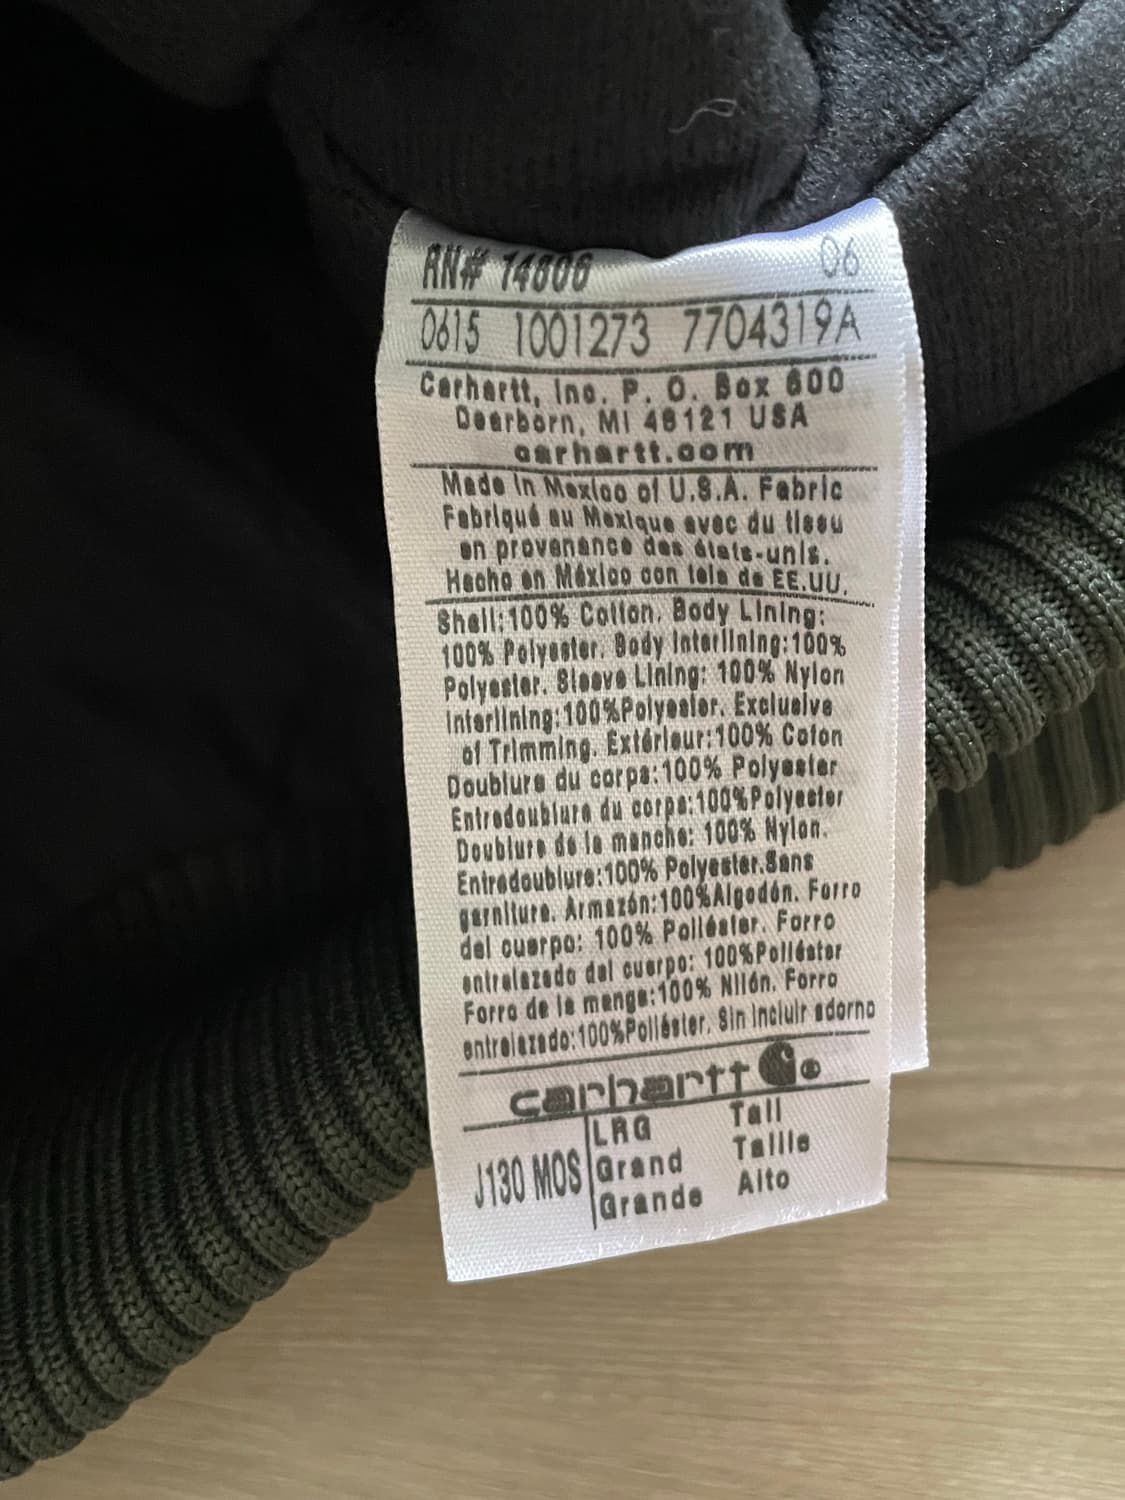 RN# 14806 06
0615 1001273 7704319A
Carhartt, Inc. P. O. Box 600
Dearborn, MI 48121 USA
carhartt.com
Made in Mexico of U.S.A. Fabric
Fabriqué au Mexique avec du tissu
en provenance des états-unis.
Hecho en México con tela de EE.UU.
Shell:100% Cotton. Body Lining:
100% Polyester. Body Interlining:100%
Polyester. Sleeve Lining: 100% Nylon
Interlining:100%Polyester. Exclusive
of Trimming. Extérieur:100% Coton
Doublure du corps:100% Polyester
Entredoublure du corps:100%Polyester
Doublure de la manche: 100% Nylon.
Entredoublure:100% Polyester.Sans
garniture. Armazón:100%Algodón. Forro
del cuerpo: 100% Poliéster. Forro
entrelazado del cuerpo: 100%Poliéster
Forro de la manga:100% Nilón. Forro
entrelazado:100%Poliéster. Sin incluir adorno
carhartt ®
J130 MOS LRG Tall
Grand Taille
Grande Alto